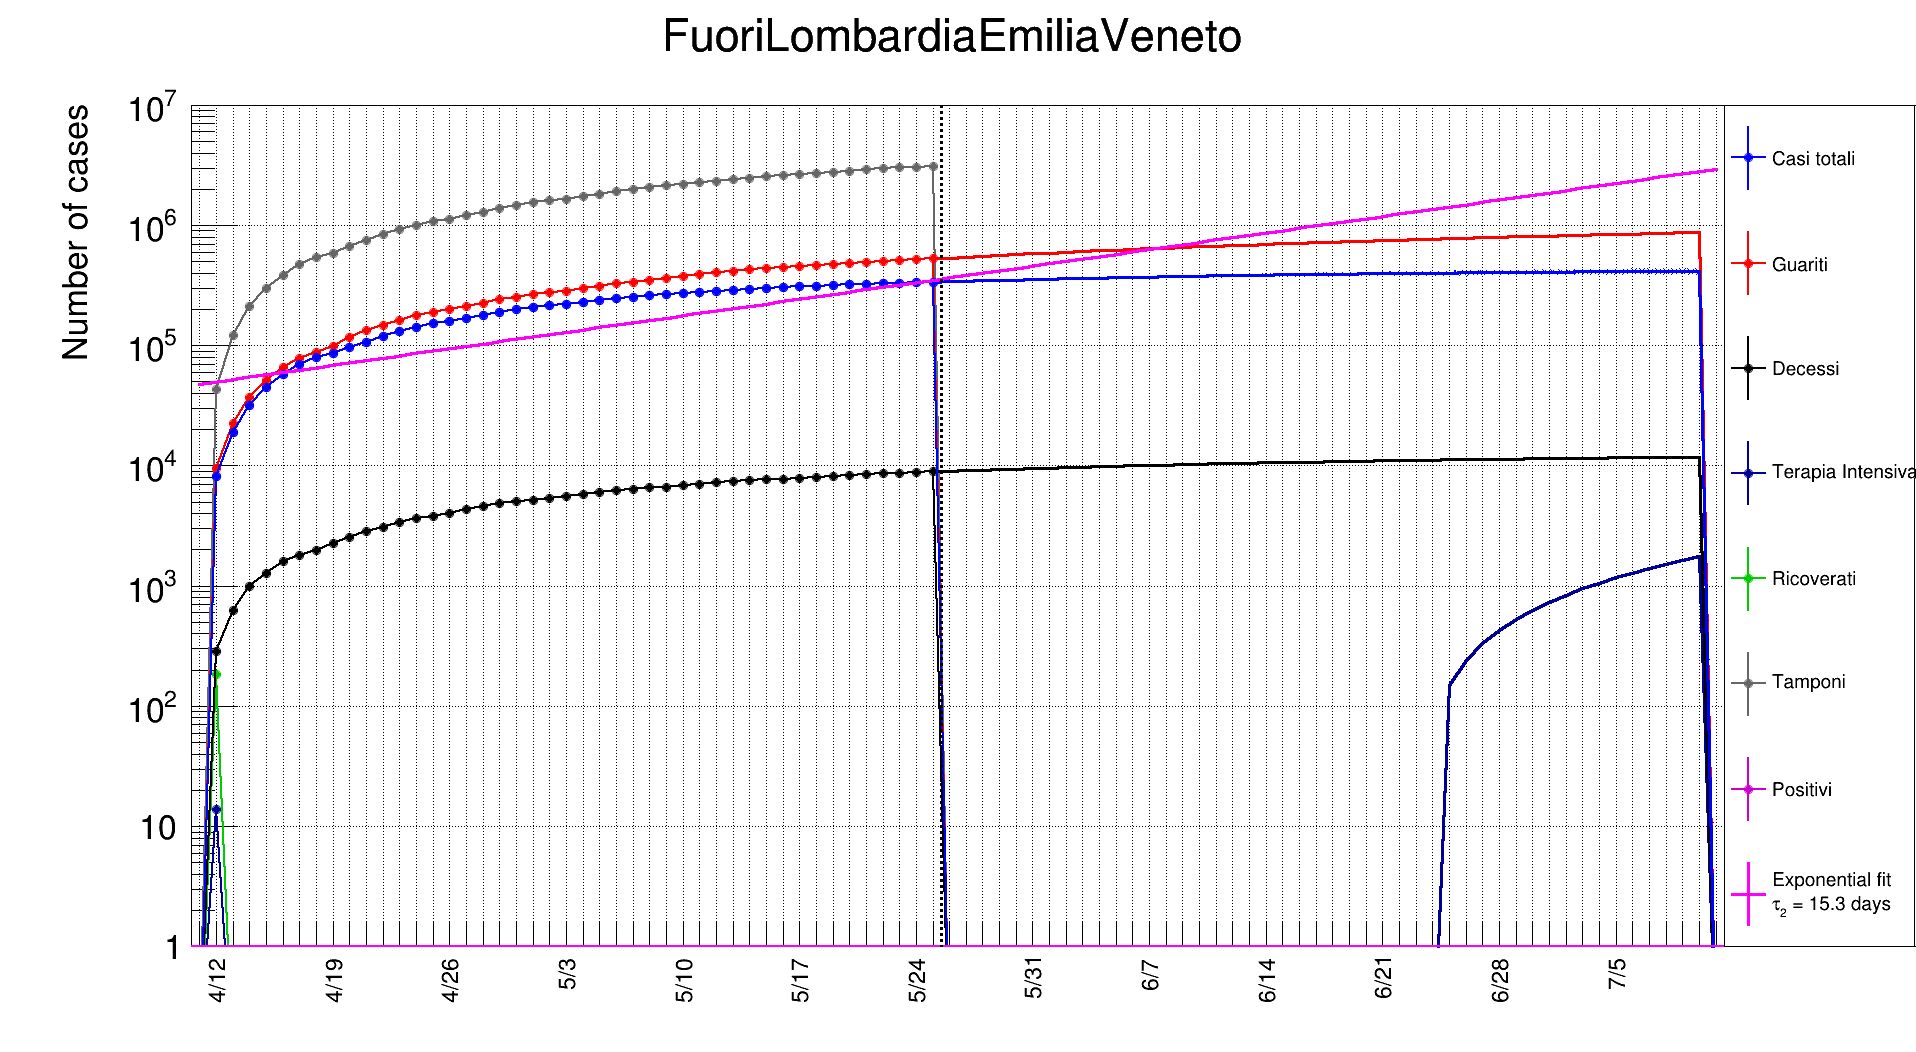 FuoriLombardiaEmiliaVeneto
Number of cases
10^7
10^6
10^5
10^4
10^3
10^2
10
1
4/12 4/19 4/26 5/3 5/10 5/17 5/24 5/31 6/7 6/14 6/21 6/28 7/5
Casi totali
Guariti
Decessi
Terapia Intensiva
Ricoverati
Tamponi
Positivi
Exponential fit
τ₂ = 15.3 days